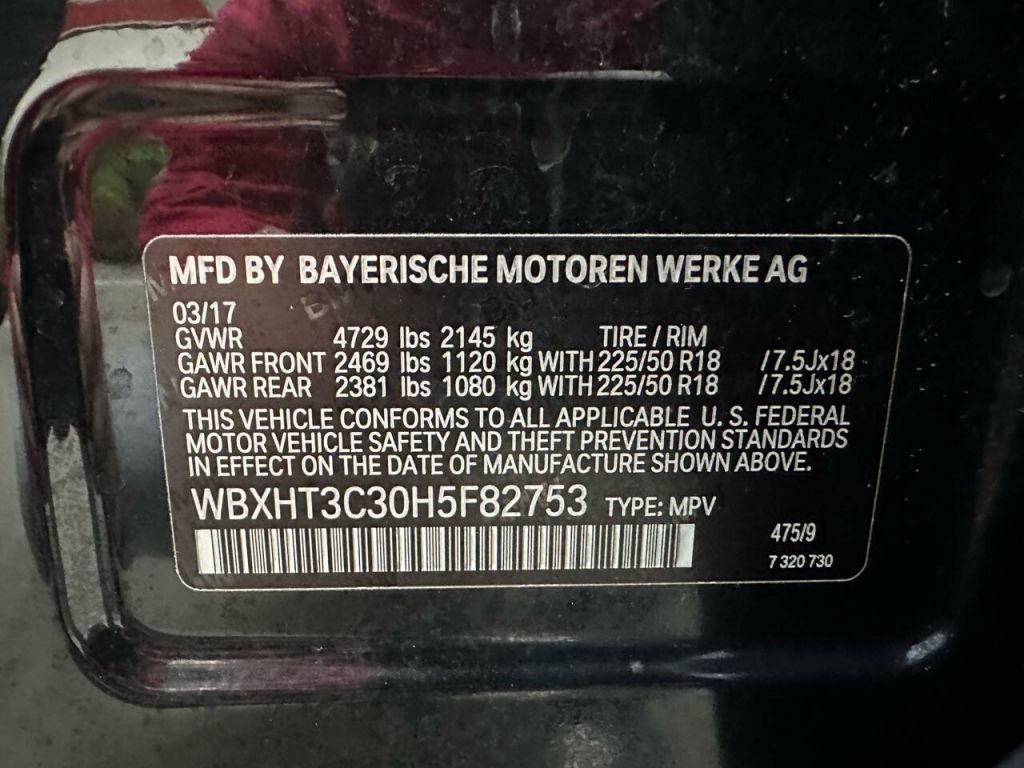 MFD BY BAYERISCHE MOTOREN WERKE AG
03/17
GVWR 4729 lbs 2145 kg TIRE / RIM
GAWR FRONT 2469 lbs 1120 kg WITH 225/50 R18 / 7.5Jx18
GAWR REAR 2381 lbs 1080 kg WITH 225/50 R18 / 7.5Jx18
THIS VEHICLE CONFORMS TO ALL APPLICABLE U. S. FEDERAL
MOTOR VEHICLE SAFETY AND THEFT PREVENTION STANDARDS
IN EFFECT ON THE DATE OF MANUFACTURE SHOWN ABOVE.
WBXHT3C30H5F82753 TYPE: MPV
475/9
7 320 730